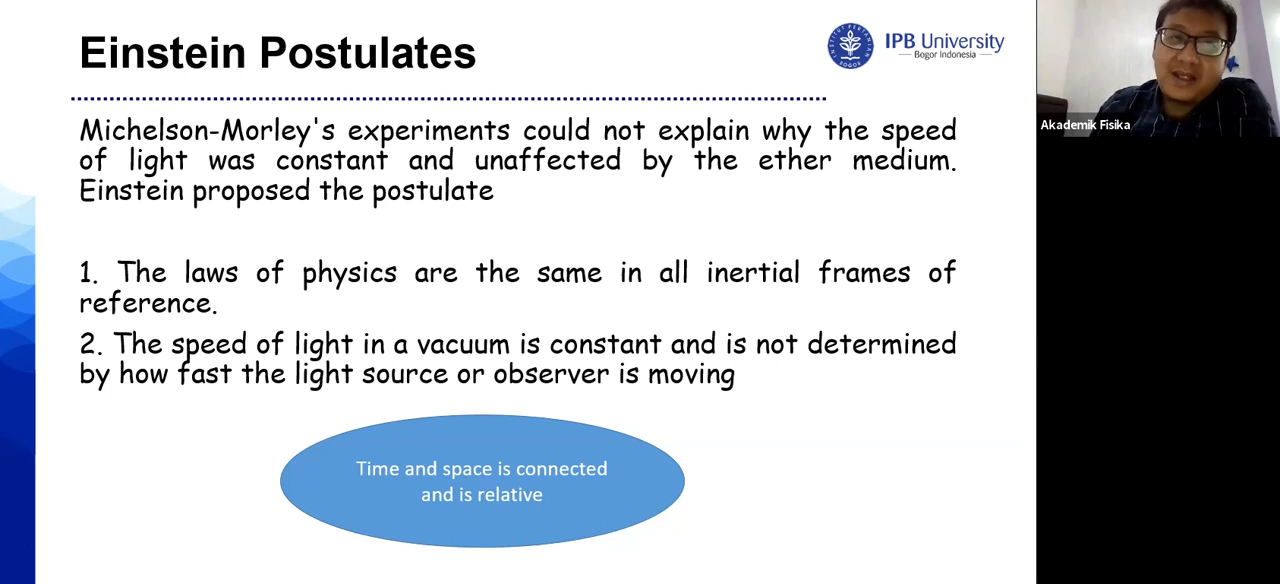 Einstein Postulates
INSTITUT PERTANIAN
BOGOR
IPB University
Bogor Indonesia
Akademik Fisika
Michelson-Morley's experiments could not explain why the speed
of light was constant and unaffected by the ether medium.
Einstein proposed the postulate
1. The laws of physics are the same in all inertial frames of
reference.
2. The speed of light in a vacuum is constant and is not determined
by how fast the light source or observer is moving
Time and space is connected
and is relative